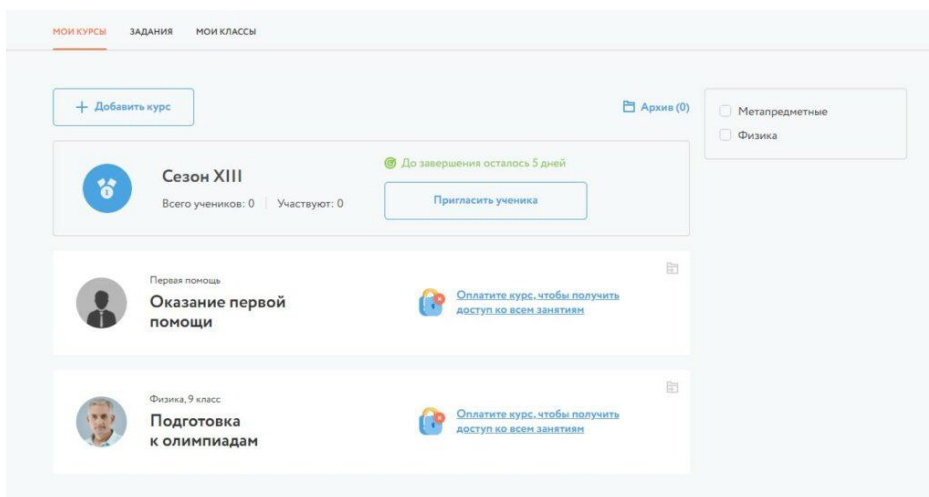 МОИ КУРСЫ ЗАДАНИЯ МОИ КЛАССЫ
+ Добавить курс
Архив (0)
Метапредметные
Физика
Сезон XIII
Всего учеников: 0 | Участвуют: 0
До завершения осталось 5 дней
Пригласить ученика
Первая помощь
Оказание первой
помощи
Оплатите курс, чтобы получить
доступ ко всем занятиям
Физика, 9 класс
Подготовка
к олимпиадам
Оплатите курс, чтобы получить
доступ ко всем занятиям